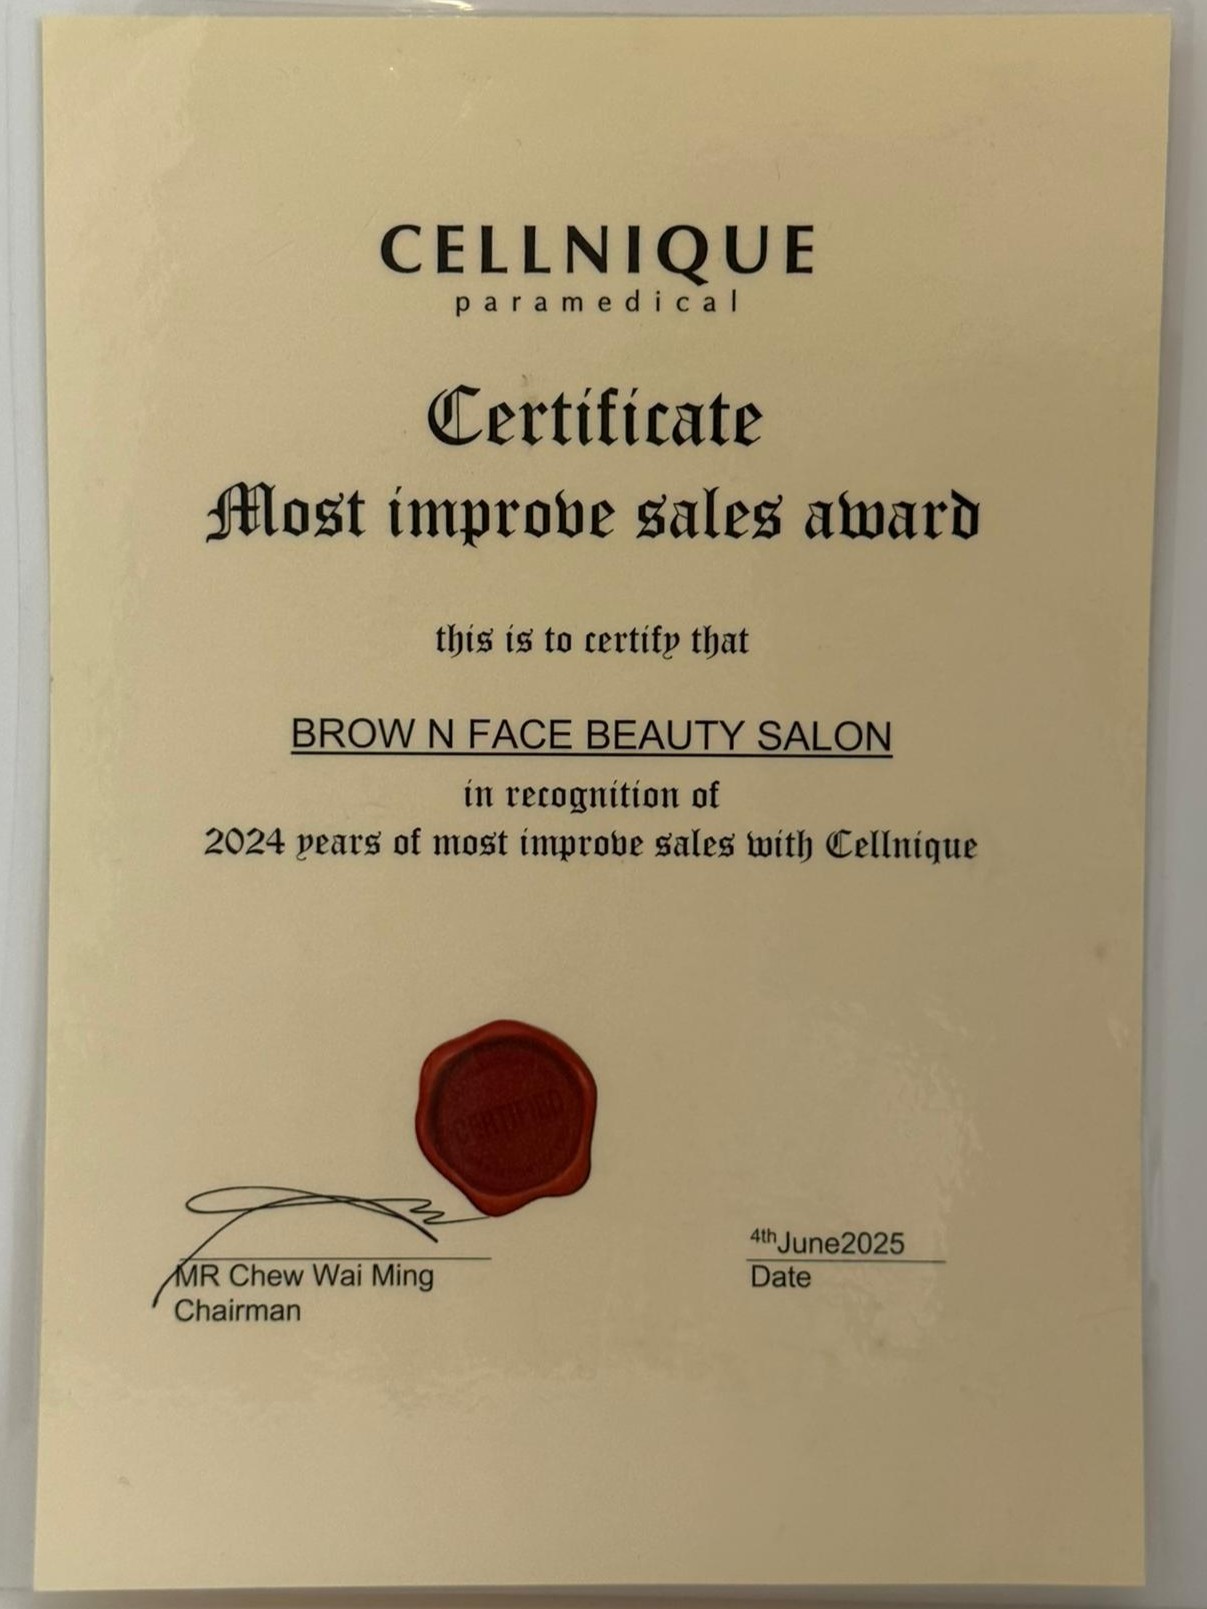 CELLNIQUE
paramedical
Certificate
Most improve sales award
this is to certify that
BROW N FACE BEAUTY SALON
in recognition of
2024 years of most improve sales with Cellnique
CERTIFIED
4thJune2025
MR Chew Wai Ming
Date
Chairman